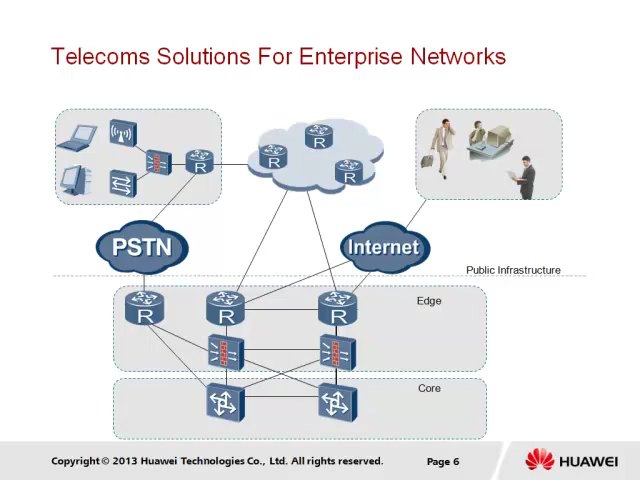 Telecoms Solutions For Enterprise Networks
R
R
R
R
PSTN
Internet
Public Infrastructure
Edge
R
R
R
Core
Copyright © 2013 Huawei Technologies Co., Ltd. All rights reserved.
Page 6
HUAWEI